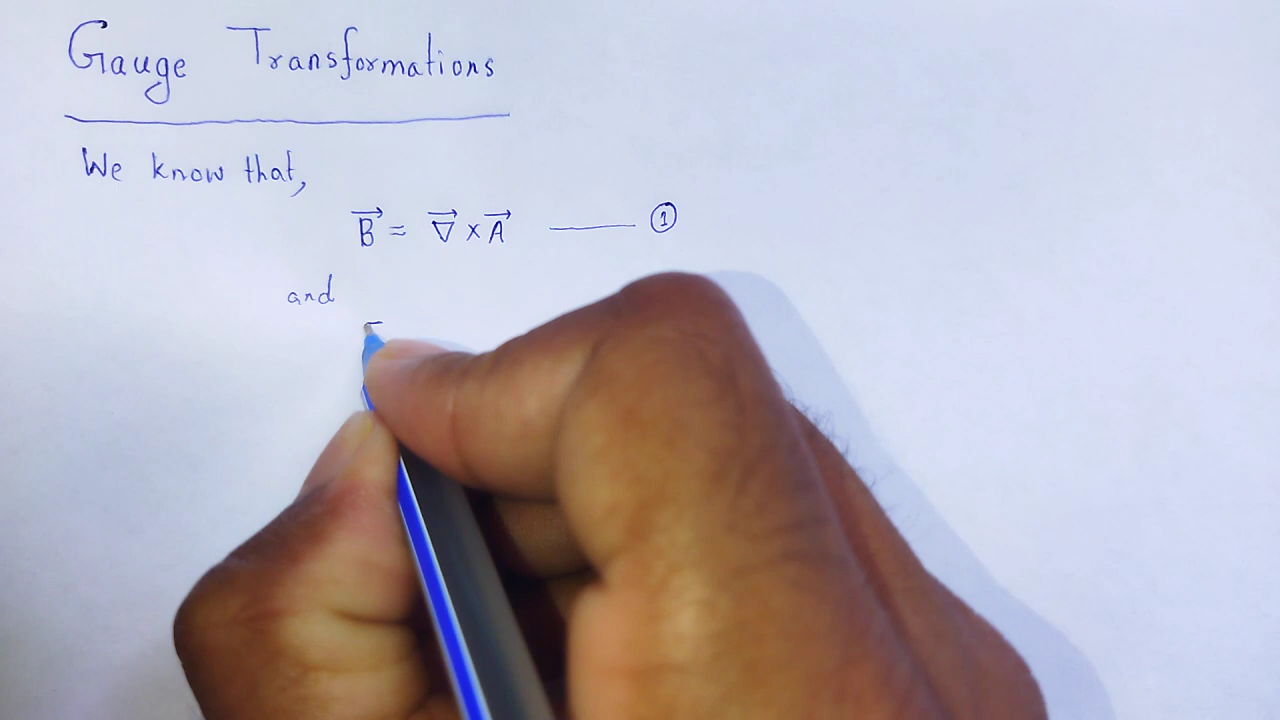 Gauge Transformations
We know that,
B⃗ = ∇⃗ × A⃗ —— ①
and